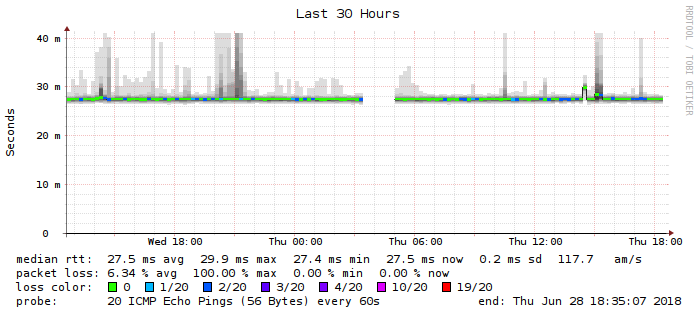 Last 30 Hours
RRDTOOL / TOBI OETIKER
Seconds
40 m
30 m
20 m
10 m
0
Wed 18:00 Thu 00:00 Thu 06:00 Thu 12:00 Thu 18:00
median rtt: 27.5 ms avg 29.9 ms max 27.4 ms min 27.5 ms now 0.2 ms sd 117.7 am/s
packet loss: 6.34 % avg 100.00 % max 0.00 % min 0.00 % now
loss color: 0 1/20 2/20 3/20 4/20 10/20 19/20
probe: 20 ICMP Echo Pings (56 Bytes) every 60s end: Thu Jun 28 18:35:07 2018